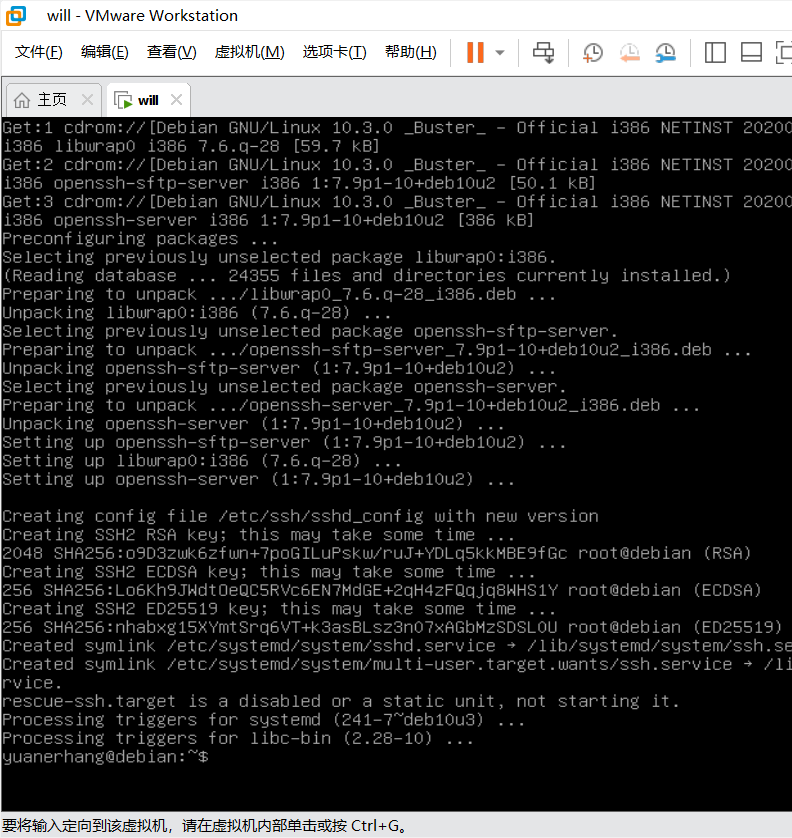 will - VMware Workstation
文件(F) 编辑(E) 查看(V) 虚拟机(M) 选项卡(T) 帮助(H)
主页 will
Get:1 cdrom://[Debian GNU/Linux 10.3.0 _Buster_ - Official i386 NETINST 20200
i386 libwrap0 i386 7.6.q-28 [59.7 kB]
Get:2 cdrom://[Debian GNU/Linux 10.3.0 _Buster_ - Official i386 NETINST 20200
i386 openssh-sftp-server i386 1:7.9p1-10+deb10u2 [50.1 kB]
Get:3 cdrom://[Debian GNU/Linux 10.3.0 _Buster_ - Official i386 NETINST 20200
i386 openssh-server i386 1:7.9p1-10+deb10u2 [386 kB]
Preconfiguring packages ...
Selecting previously unselected package libwrap0:i386.
(Reading database ... 24355 files and directories currently installed.)
Preparing to unpack .../libwrap0_7.6.q-28_i386.deb ...
Unpacking libwrap0:i386 (7.6.q-28) ...
Selecting previously unselected package openssh-sftp-server.
Preparing to unpack .../openssh-sftp-server_7.9p1-10+deb10u2_i386.deb ...
Unpacking openssh-sftp-server (1:7.9p1-10+deb10u2) ...
Selecting previously unselected package openssh-server.
Preparing to unpack .../openssh-server_7.9p1-10+deb10u2_i386.deb ...
Unpacking openssh-server (1:7.9p1-10+deb10u2) ...
Setting up openssh-sftp-server (1:7.9p1-10+deb10u2) ...
Setting up libwrap0:i386 (7.6.q-28) ...
Setting up openssh-server (1:7.9p1-10+deb10u2) ...
Creating config file /etc/ssh/sshd_config with new version
Creating SSH2 RSA key; this may take some time ...
2048 SHA256:o9D3zwk6zfwn+7poGILuPskw/ruJ+YDLq5kkMBE9fGc root@debian (RSA)
Creating SSH2 ECDSA key; this may take some time ...
256 SHA256:Lo6Kh9JWdtOeQC5RVc6EN7MdGE+2qH4zFQqjq8WHS1Y root@debian (ECDSA)
Creating SSH2 ED25519 key; this may take some time ...
256 SHA256:nhabxg15XYmtSrq6VT+k3asBLsz3nO7xAGbMzSDSLOU root@debian (ED25519)
Created symlink /etc/systemd/system/sshd.service → /lib/systemd/system/ssh.se
Created symlink /etc/systemd/system/multi-user.target.wants/ssh.service → /li
rvice.
rescue-ssh.target is a disabled or a static unit, not starting it.
Processing triggers for systemd (241-7~deb10u3) ...
Processing triggers for libc-bin (2.28-10) ...
yuanerhang@debian:~$
要将输入定向到该虚拟机，请在虚拟机内部单击或按 Ctrl+G。